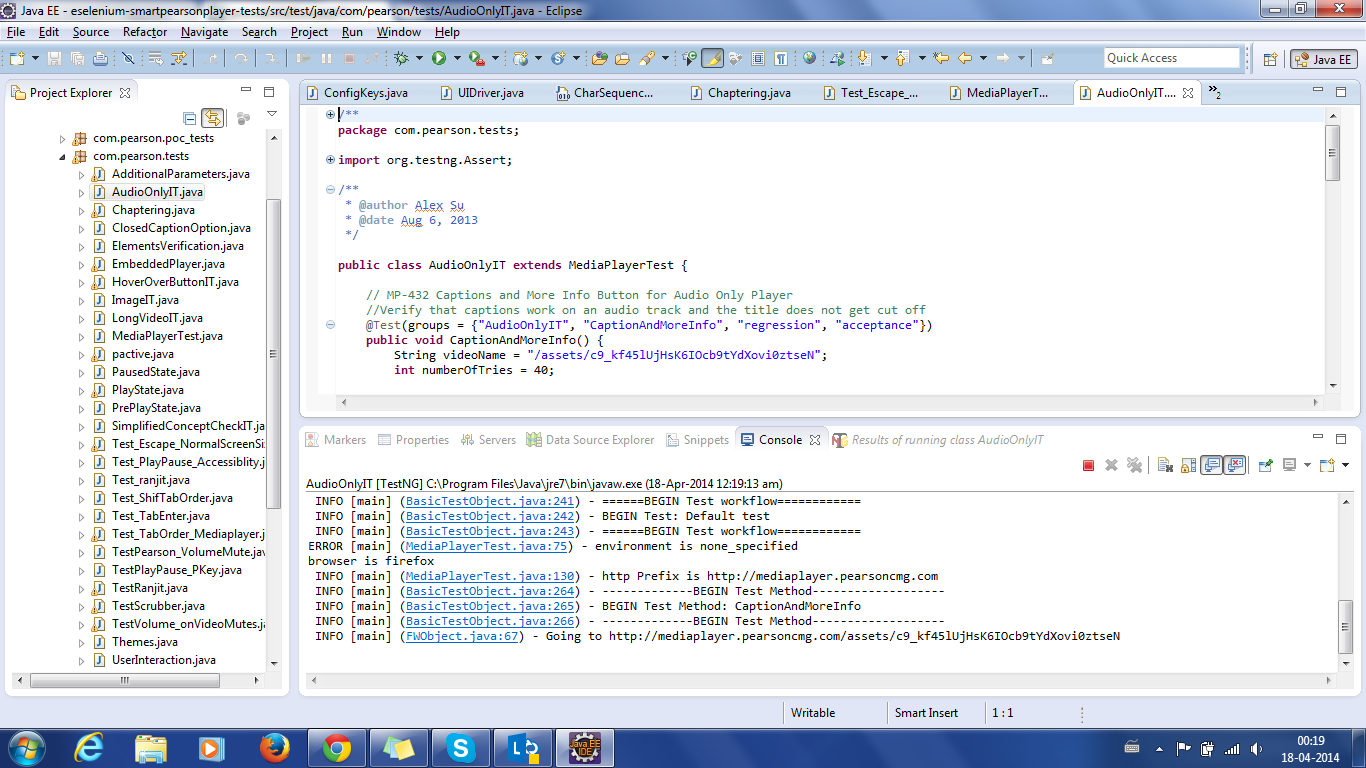 Java EE - eselenium-smartpearsonplayer-tests/src/test/java/com/pearson/tests/AudioOnlyIT.java - Eclipse
File Edit Source Refactor Navigate Search Project Run Window Help
Quick Access
Java EE
Project Explorer
com.pearson.poc_tests
com.pearson.tests
AdditionalParameters.java
AudioOnlyIT.java
Chaptering.java
ClosedCaptionOption.java
ElementsVerification.java
EmbeddedPlayer.java
HoverOverButtonIT.java
ImageIT.java
LongVideoIT.java
MediaPlayerTest.java
pactive.java
PausedState.java
PlayState.java
PrePlayState.java
SimplifiedConceptCheckIT.ja
Test_Escape_NormalScreenSi
Test_PlayPause_Accessiblity.j
Test_ranjit.java
Test_ShifTabOrder.java
Test_TabEnter.java
Test_TabOrder_Mediaplayer.j
TestPearson_VolumeMute.jav
TestPlayPause_PKey.java
TestRanjit.java
TestScrubber.java
TestVolume_onVideoMutes.ja
Themes.java
UserInteraction.java
ConfigKeys.java UIDriver.java CharSequenc... Chaptering.java Test_Escape_... MediaPlayerT... AudioOnlyIT.... »2
/**
package com.pearson.tests;
import org.testng.Assert;
/**
* @author Alex Su
* @date Aug 6, 2013
*/
public class AudioOnlyIT extends MediaPlayerTest {
// MP-432 Captions and More Info Button for Audio Only Player
//Verify that captions work on an audio track and the title does not get cut off
@Test(groups = {"AudioOnlyIT", "CaptionAndMoreInfo", "regression", "acceptance"})
public void CaptionAndMoreInfo() {
String videoName = "/assets/c9_kf45lUjHsK6IOcb9tYdXovi0ztseN";
int numberOfTries = 40;
Markers Properties Servers Data Source Explorer Snippets Console Results of running class AudioOnlyIT
AudioOnlyIT [TestNG] C:\Program Files\Java\jre7\bin\javaw.exe (18-Apr-2014 12:19:13 am)
INFO [main] (BasicTestObject.java:241) - ======BEGIN Test workflow============
INFO [main] (BasicTestObject.java:242) - BEGIN Test: Default test
INFO [main] (BasicTestObject.java:243) - ======BEGIN Test workflow============
ERROR [main] (MediaPlayerTest.java:75) - environment is none_specified
browser is firefox
INFO [main] (MediaPlayerTest.java:130) - http Prefix is http://mediaplayer.pearsoncmg.com
INFO [main] (BasicTestObject.java:264) - -------------BEGIN Test Method-------------------
INFO [main] (BasicTestObject.java:265) - BEGIN Test Method: CaptionAndMoreInfo
INFO [main] (BasicTestObject.java:266) - -------------BEGIN Test Method-------------------
INFO [main] (FWObject.java:67) - Going to http://mediaplayer.pearsoncmg.com/assets/c9_kf45lUjHsK6IOcb9tYdXovi0ztseN
Writable Smart Insert 1 : 1
Java EE
IDE
00:19
18-04-2014